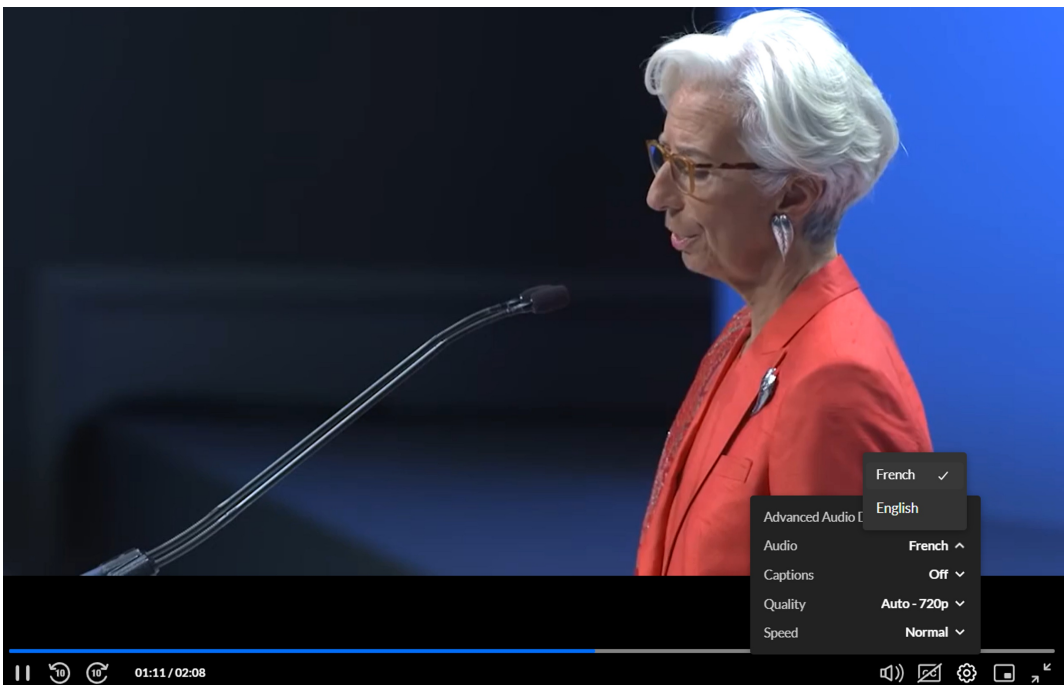 French
English
Advanced Audio D
Audio French
Captions Off
Quality Auto - 720p
Speed Normal
10 10 01:11 / 02:08 CC